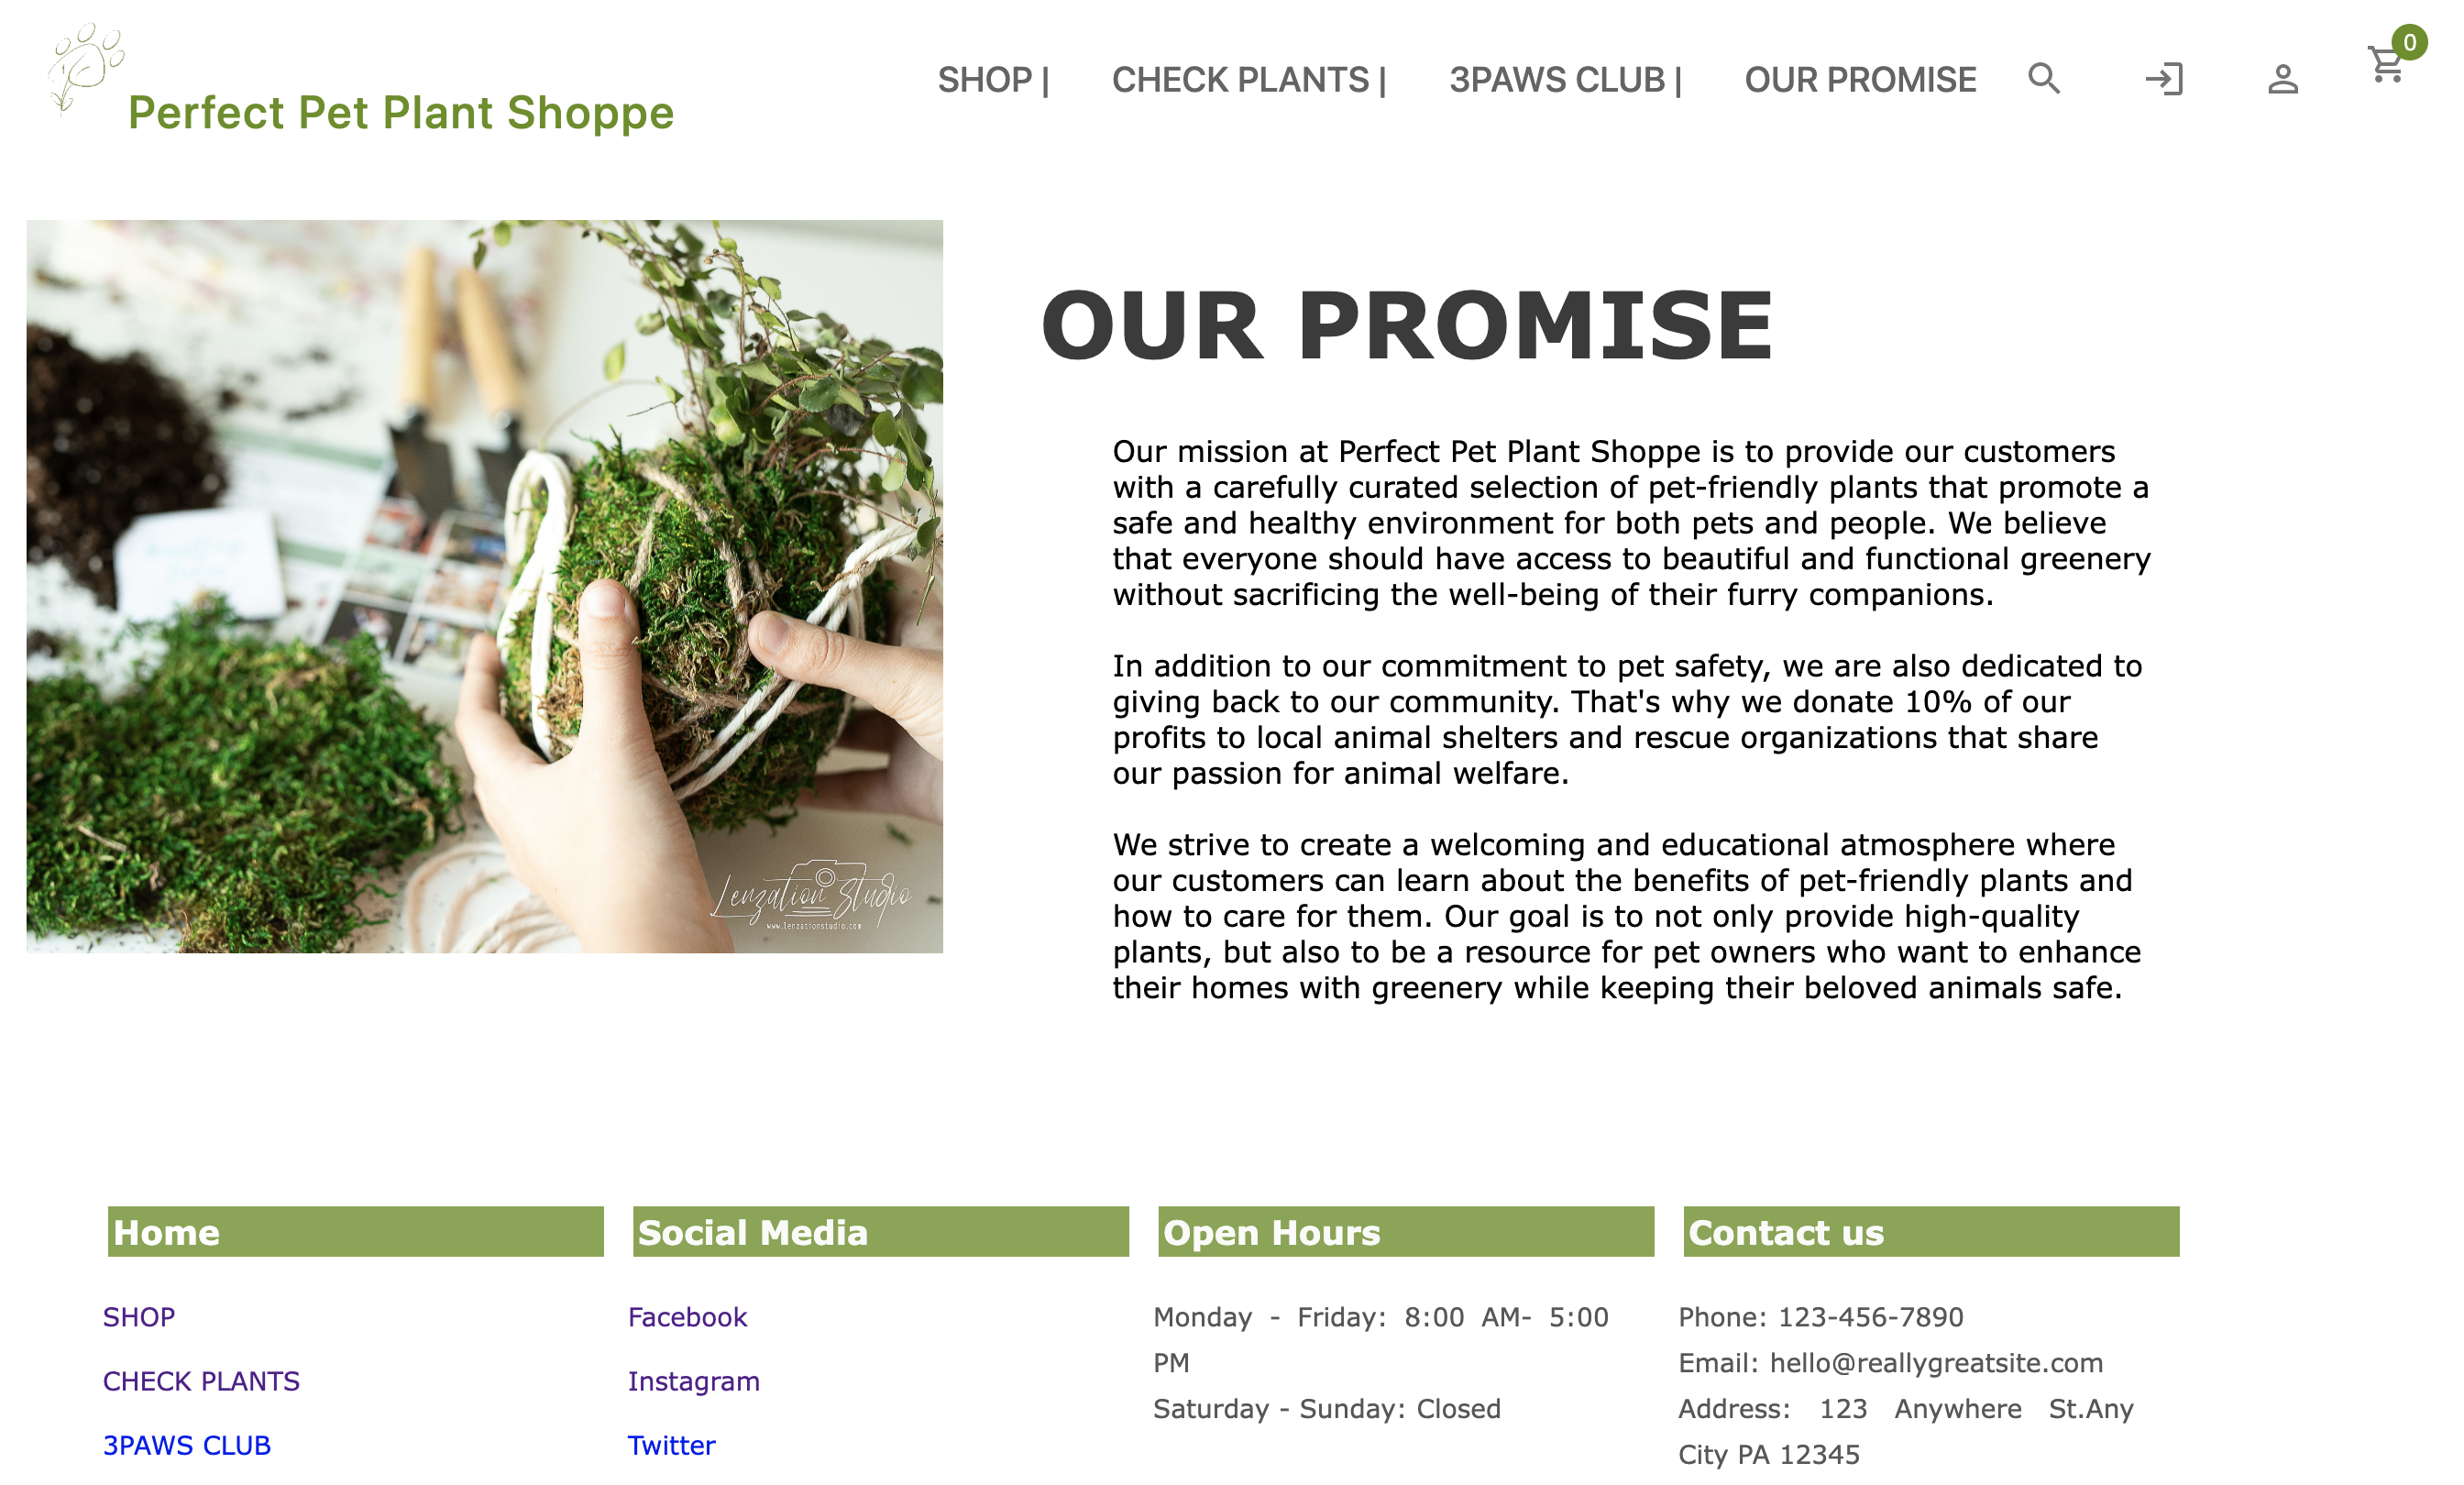 Perfect Pet Plant Shoppe
SHOP |
CHECK PLANTS |
3PAWS CLUB |
OUR PROMISE
0
OUR PROMISE
Our mission at Perfect Pet Plant Shoppe is to provide our customers
with a carefully curated selection of pet-friendly plants that promote a
safe and healthy environment for both pets and people. We believe
that everyone should have access to beautiful and functional greenery
without sacrificing the well-being of their furry companions.
In addition to our commitment to pet safety, we are also dedicated to
giving back to our community. That's why we donate 10% of our
profits to local animal shelters and rescue organizations that share
our passion for animal welfare.
We strive to create a welcoming and educational atmosphere where
our customers can learn about the benefits of pet-friendly plants and
how to care for them. Our goal is to not only provide high-quality
plants, but also to be a resource for pet owners who want to enhance
their homes with greenery while keeping their beloved animals safe.
Lenzation Studio
www.lenzationstudio.com
Home
SHOP
CHECK PLANTS
3PAWS CLUB
Social Media
Facebook
Instagram
Twitter
Open Hours
Monday - Friday: 8:00 AM- 5:00
PM
Saturday - Sunday: Closed
Contact us
Phone: 123-456-7890
Email: hello@reallygreatsite.com
Address: 123 Anywhere St.Any
City PA 12345